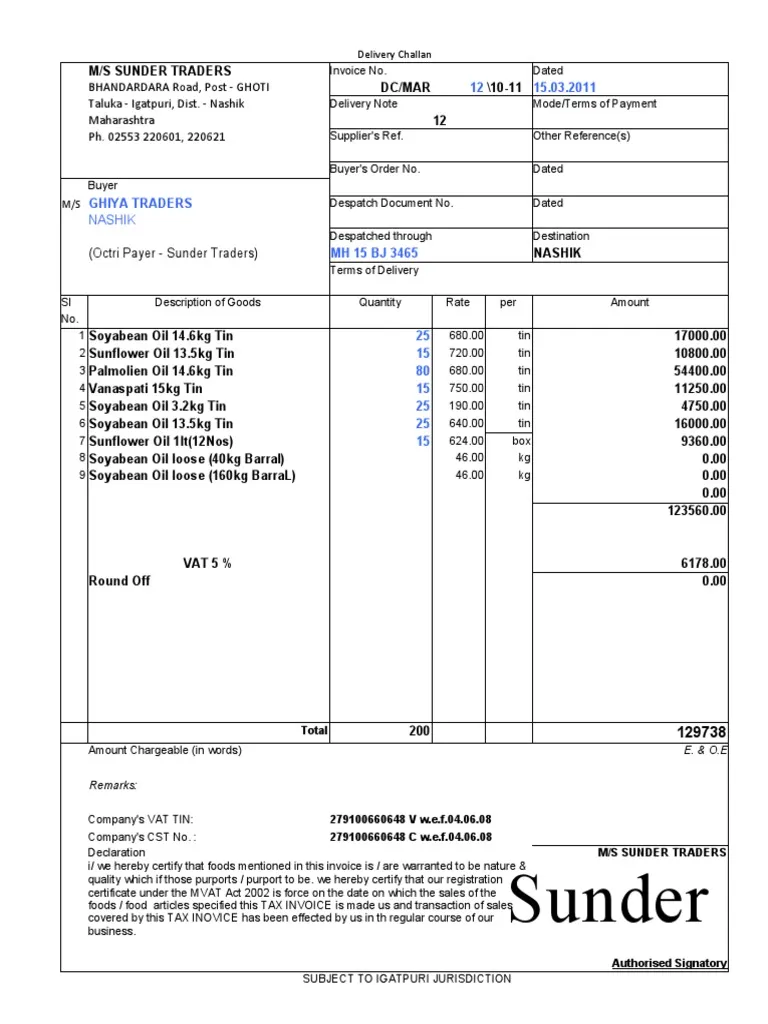 Delivery Challan
M/S SUNDER TRADERS
BHANDARDARA Road, Post - GHOTI
Taluka - Igatpuri, Dist. - Nashik
Maharashtra
Ph. 02553 220601, 220621
Invoice No. Dated
DC/MAR 12 \10-11 15.03.2011
Delivery Note Mode/Terms of Payment
12
Supplier's Ref. Other Reference(s)
Buyer's Order No. Dated
Buyer
M/S GHIYA TRADERS
NASHIK
(Octri Payer - Sunder Traders)
Despatch Document No. Dated
Despatched through Destination
MH 15 BJ 3465 NASHIK
Terms of Delivery
Sl No. Description of Goods Quantity Rate per Amount
1 Soyabean Oil 14.6kg Tin 25 680.00 tin 17000.00
2 Sunflower Oil 13.5kg Tin 15 720.00 tin 10800.00
3 Palmolien Oil 14.6kg Tin 80 680.00 tin 54400.00
4 Vanaspati 15kg Tin 15 750.00 tin 11250.00
5 Soyabean Oil 3.2kg Tin 25 190.00 tin 4750.00
6 Soyabean Oil 13.5kg Tin 25 640.00 tin 16000.00
7 Sunflower Oil 1lt(12Nos) 15 624.00 box 9360.00
8 Soyabean Oil loose (40kg Barral) 46.00 kg 0.00
9 Soyabean Oil loose (160kg BarraL) 46.00 kg 0.00
0.00
123560.00
VAT 5 % 6178.00
Round Off 0.00
Total 200 129738
Amount Chargeable (in words) E. & O.E
Remarks:
Company's VAT TIN: 279100660648 V w.e.f.04.06.08
Company's CST No. : 279100660648 C w.e.f.04.06.08
Declaration
i/ we hereby certify that foods mentioned in this invoice is / are warranted to be nature &
quality which if those purports / purport to be. we hereby certify that our registration
certificate under the MVAT Act 2002 is force on the date on which the sales of the
foods / food articles specified this TAX INVOICE is made us and transaction of sales
covered by this TAX INOVICE has been effected by us in th regular course of our
business.
M/S SUNDER TRADERS
Sunder
Authorised Signatory
SUBJECT TO IGATPURI JURISDICTION